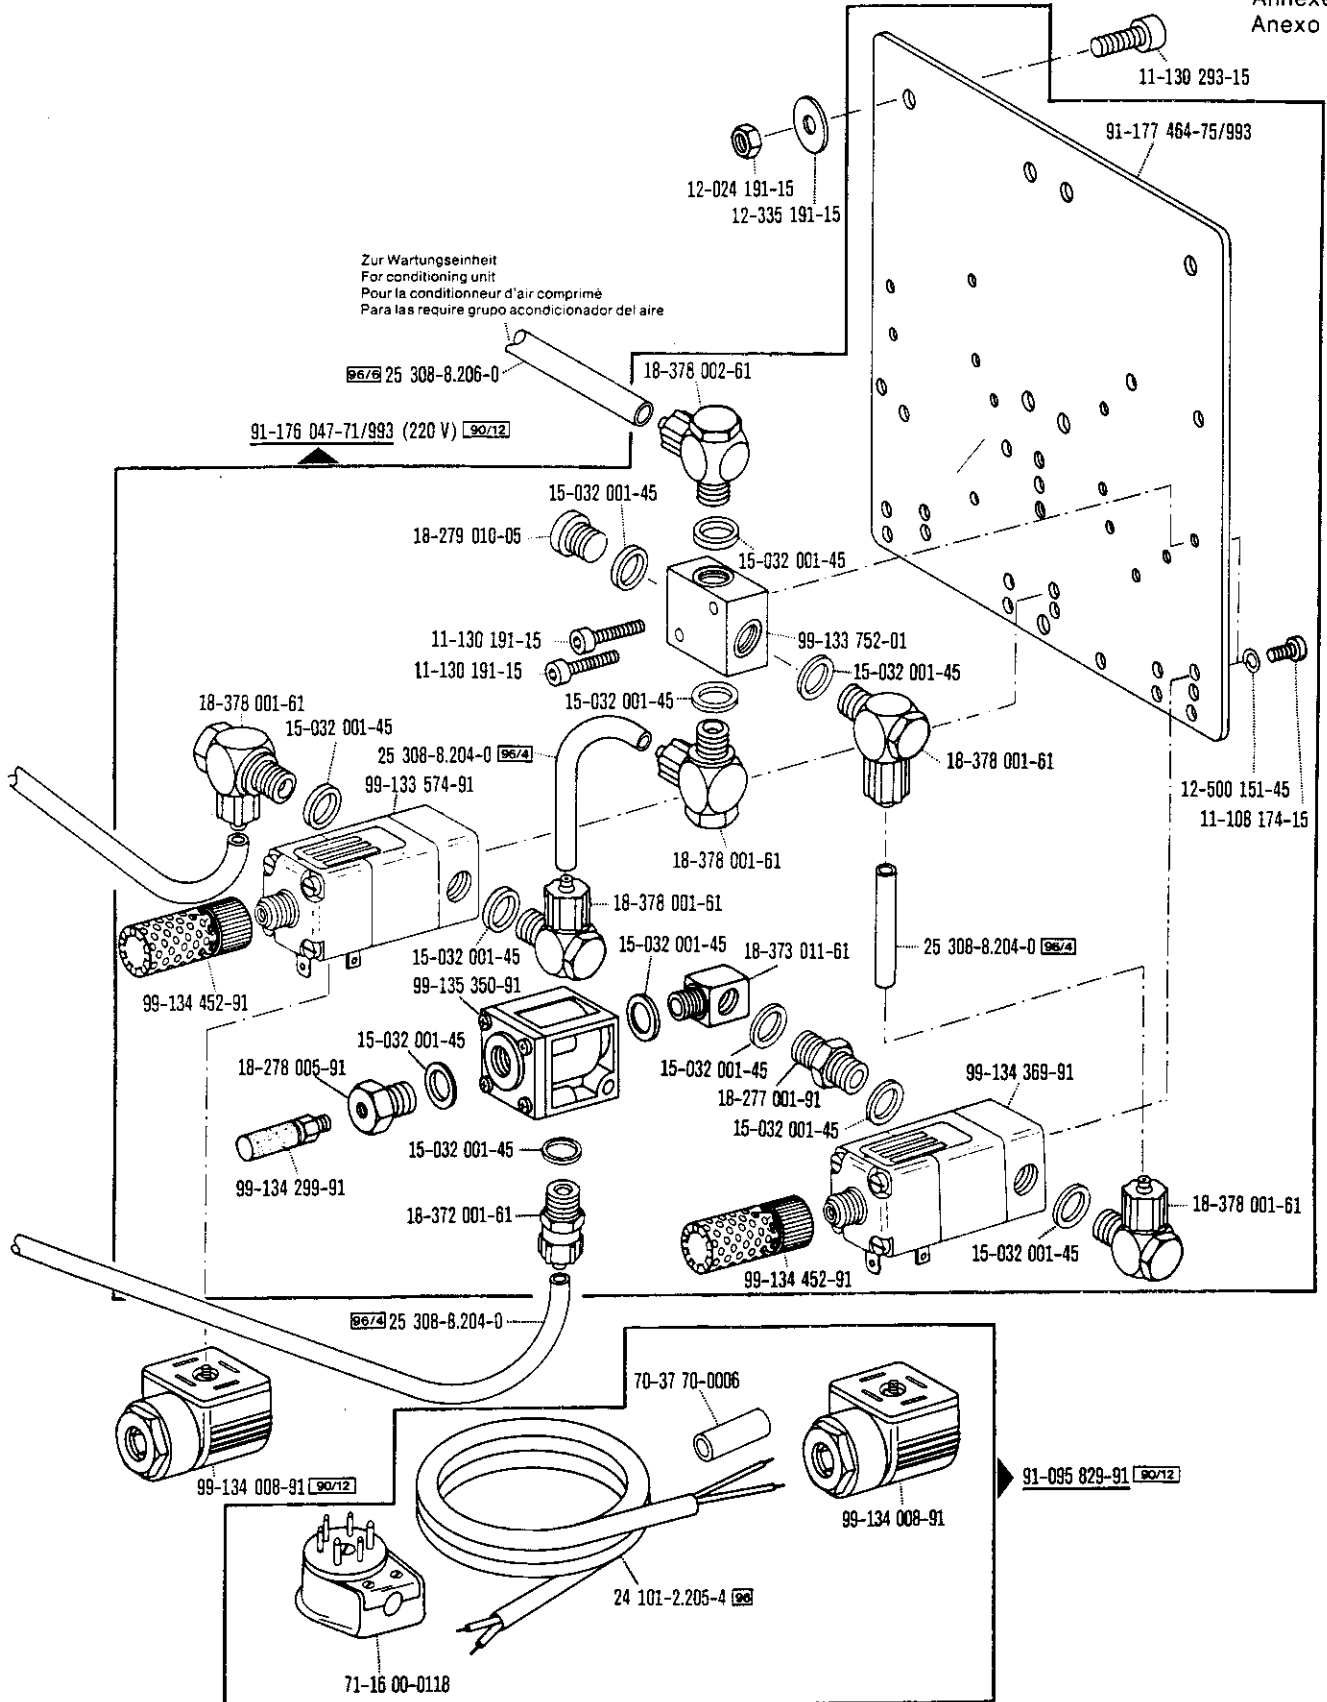 Annexe
Anexo
11-130 293-15
91-177 464-75/993
12-024 191-15
12-335 191-15
Zur Wartungseinheit
For conditioning unit
Pour la conditionneur d'air comprimé
Para las require grupo acondicionador del aire
96/6 25 308-8.206-0
18-378 002-61
91-176 047-71/993 (220 V) 90/12
15-032 001-45
18-279 010-05
15-032 001-45
11-130 191-15
99-133 752-01
11-130 191-15
15-032 001-45
15-032 001-45
18-378 001-61
15-032 001-45
25 308-8.204-0 96/4
18-378 001-61
99-133 574-91
12-500 151-45
11-108 174-15
18-378 001-61
18-378 001-61
15-032 001-45
15-032 001-45
18-373 011-61
25 308-8.204-0 96/4
99-134 452-91
99-135 350-91
15-032 001-45
18-278 005-91
15-032 001-45
18-277 001-91
99-134 369-91
15-032 001-45
15-032 001-45
99-134 299-91
18-372 001-61
18-378 001-61
15-032 001-45
99-134 452-91
96/4 25 308-8.204-0
70-37 70-0006
99-134 008-91 90/12
91-095 829-91 90/12
99-134 008-91
24 101-2.205-4 96
71-16 00-0118